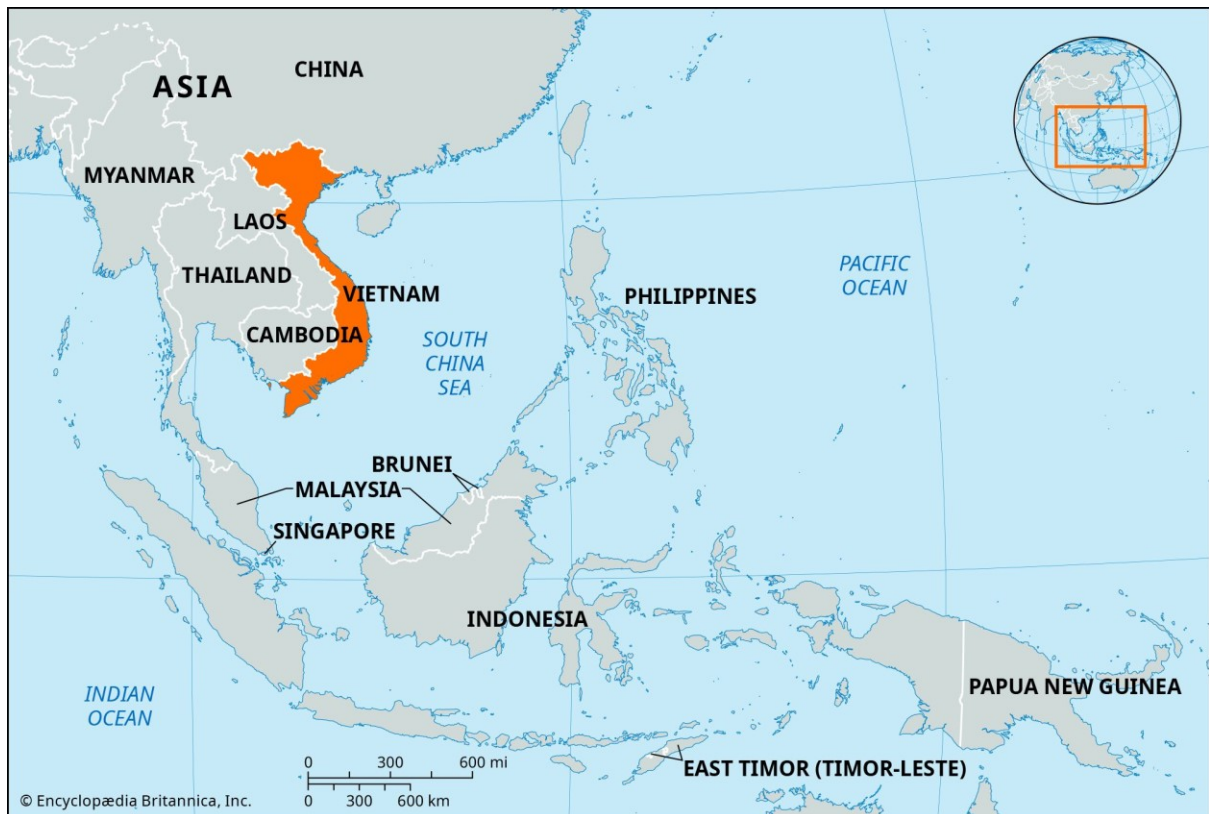 CHINA
ASIA
MYANMAR
LAOS
THAILAND
VIETNAM
PHILIPPINES
PACIFIC
OCEAN
CAMBODIA
SOUTH
CHINA
SEA
BRUNEI
MALAYSIA
SINGAPORE
INDONESIA
INDIAN
OCEAN
PAPUA NEW GUINEA
EAST TIMOR (TIMOR-LESTE)
0 300 600 mi
0 300 600 km
© Encyclopædia Britannica, Inc.